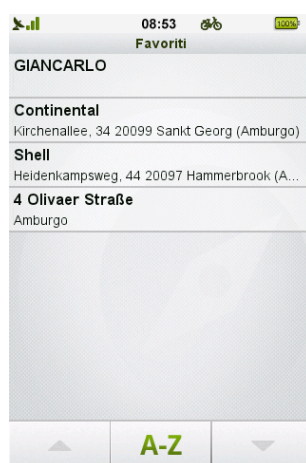 08:53
100%
Favoriti
GIANCARLO
Continental
Kirchenallee, 34 20099 Sankt Georg (Amburgo)
Shell
Heidenkampsweg, 44 20097 Hammerbrook (A...
4 Olivaer Straße
Amburgo
A-Z